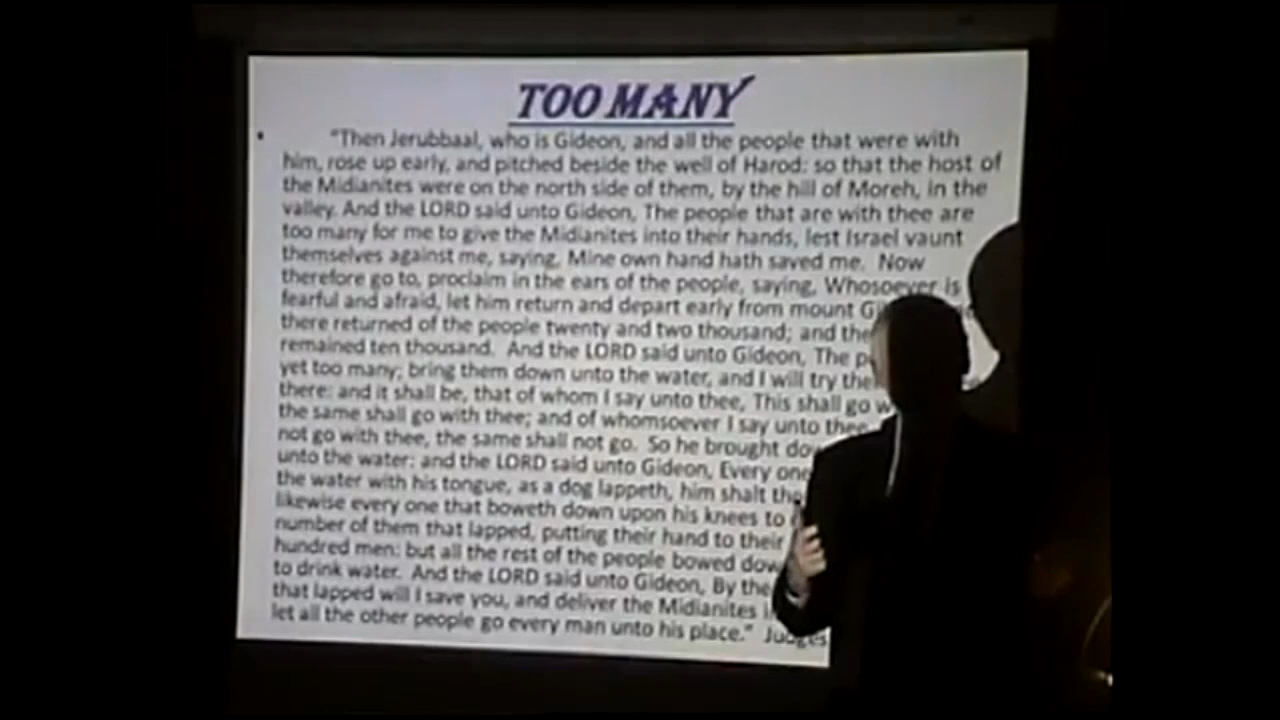 TOO MANY
• "Then Jerubbaal, who is Gideon, and all the people that were with
him, rose up early, and pitched beside the well of Harod: so that the host of
the Midianites were on the north side of them, by the hill of Moreh, in the
valley. And the LORD said unto Gideon, The people that are with thee are
too many for me to give the Midianites into their hands, lest Israel vaunt
themselves against me, saying, Mine own hand hath saved me. Now
therefore go to, proclaim in the ears of the people, saying, Whosoever is
fearful and afraid, let him return and depart early from mount
there returned of the people twenty and two thousand; and
remained ten thousand. And the LORD said unto Gideon, The
yet too many; bring them down unto the water, and I will try
there: and it shall be, that of whom I say unto thee, This shall go
the same shall go with thee; and of whomsoever I say unto thee
not go with thee, the same shall not go. So he brought
unto the water: and the LORD said unto Gideon, Every one
the water with his tongue, as a dog lappeth, him shalt
likewise every one that boweth down upon his knees to
number of them that lapped, putting their hand to their
hundred men: but all the rest of the people bowed
to drink water. And the LORD said unto Gideon, By the
that lapped will I save you, and deliver the Midianites
let all the other people go every man unto his place." Judges